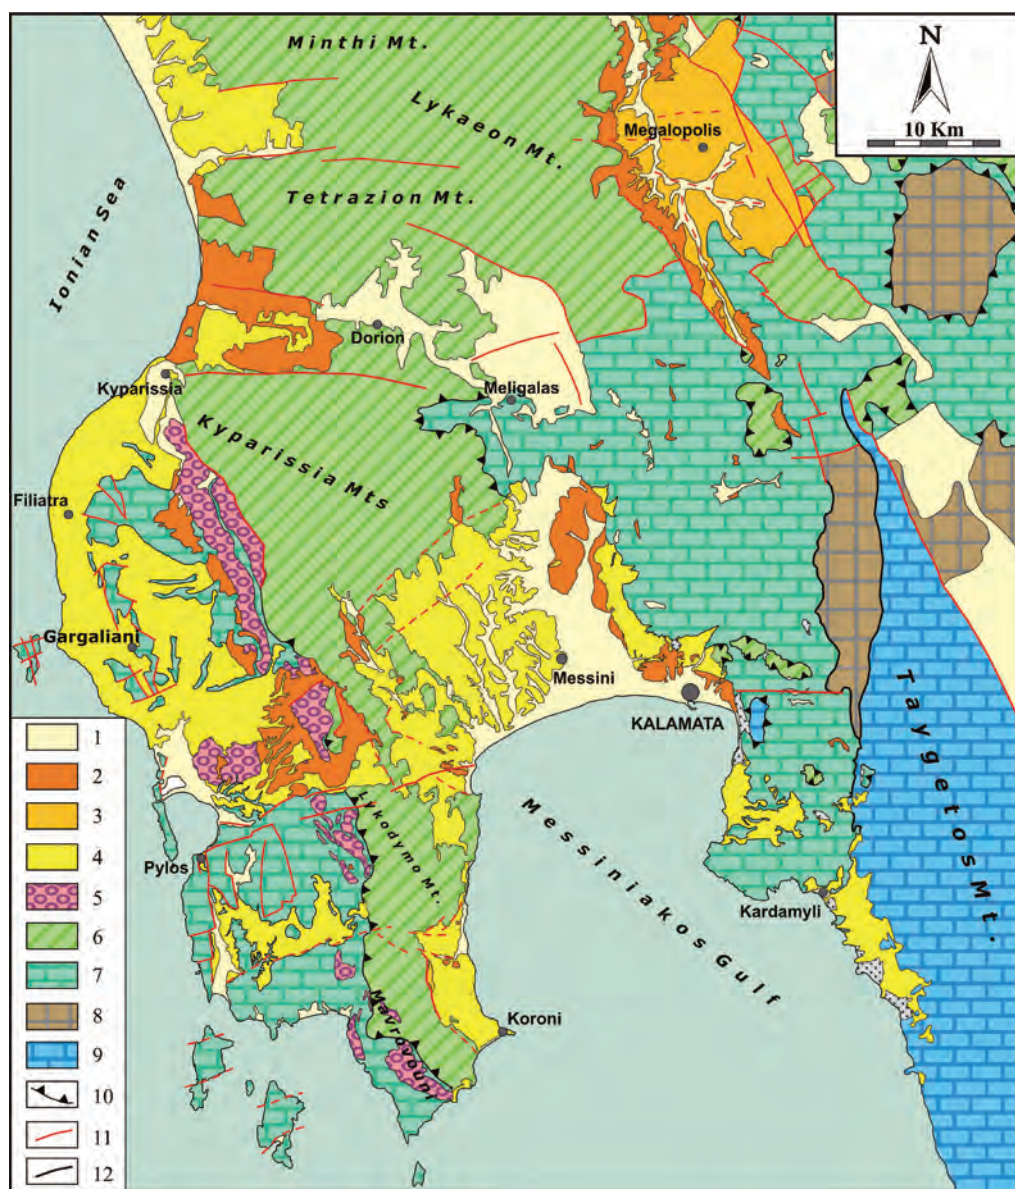 Minthi Mt.
N
10 Km
Lykaeon Mt.
Megalopolis
Tetrazion Mt.
Ionian Sea
Dorion
Kyparissia
Meligalas
Kyparissia Mts
Filiatra
Gargaliani
Messini
KALAMATA
Taygetos Mt.
1
2
3
4
5
6
7
8
9
10
11
12
Lykodymo Mt.
Messiniakos Gulf
Pylos
Kardamyli
Mavrovouni
Koroni